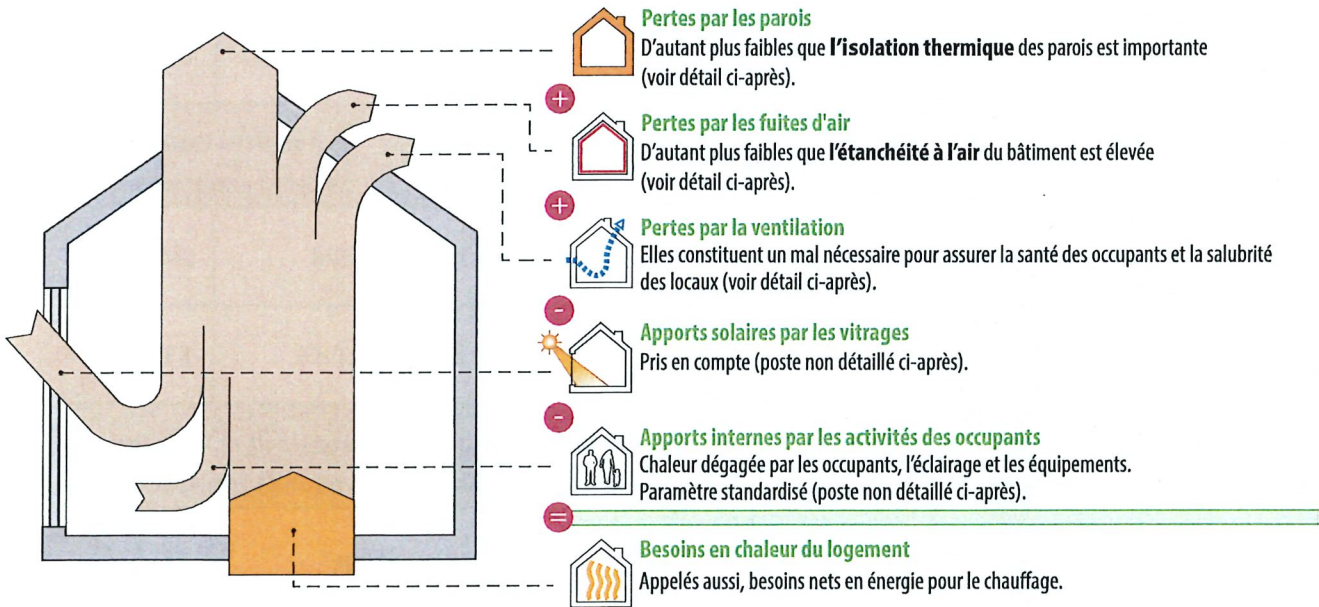 Pertes par les parois
D'autant plus faibles que l'isolation thermique des parois est importante
(voir détail ci-après).
+
Pertes par les fuites d'air
D'autant plus faibles que l'étanchéité à l'air du bâtiment est élevée
(voir détail ci-après).
+
Pertes par la ventilation
Elles constituent un mal nécessaire pour assurer la santé des occupants et la salubrité
des locaux (voir détail ci-après).
-
Apports solaires par les vitrages
Pris en compte (poste non détaillé ci-après).
-
Apports internes par les activités des occupants
Chaleur dégagée par les occupants, l'éclairage et les équipements.
Paramètre standardisé (poste non détaillé ci-après).
=
Besoins en chaleur du logement
Appelés aussi, besoins nets en énergie pour le chauffage.